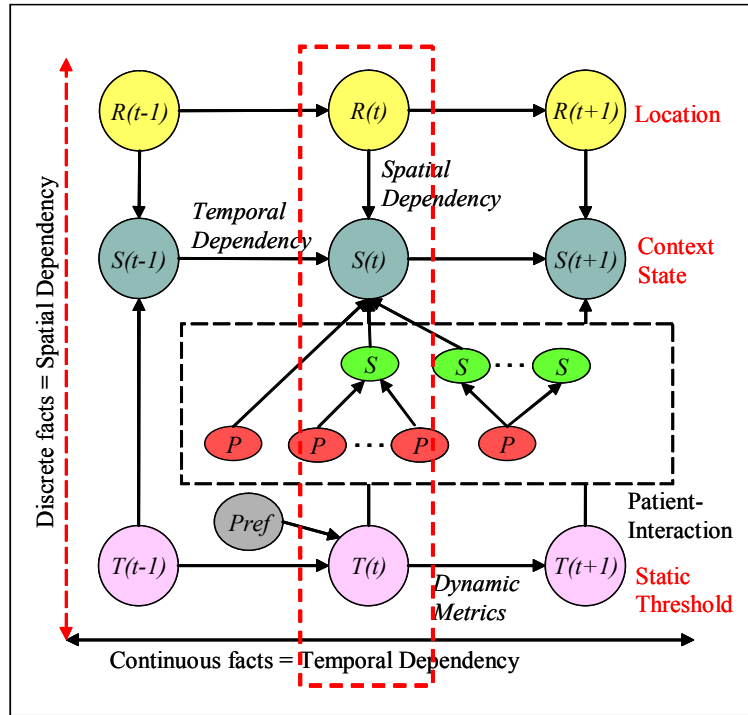 R(t-1)
R(t)
R(t+1)
Location
Spatial
Dependency
Temporal
Dependency
S(t-1)
S(t)
S(t+1)
Context
State
S
S
S
P
P
P
P
Discrete facts = Spatial Dependency
Patient-
Interaction
Pref
T(t-1)
T(t)
T(t+1)
Dynamic
Metrics
Static
Threshold
Continuous facts = Temporal Dependency